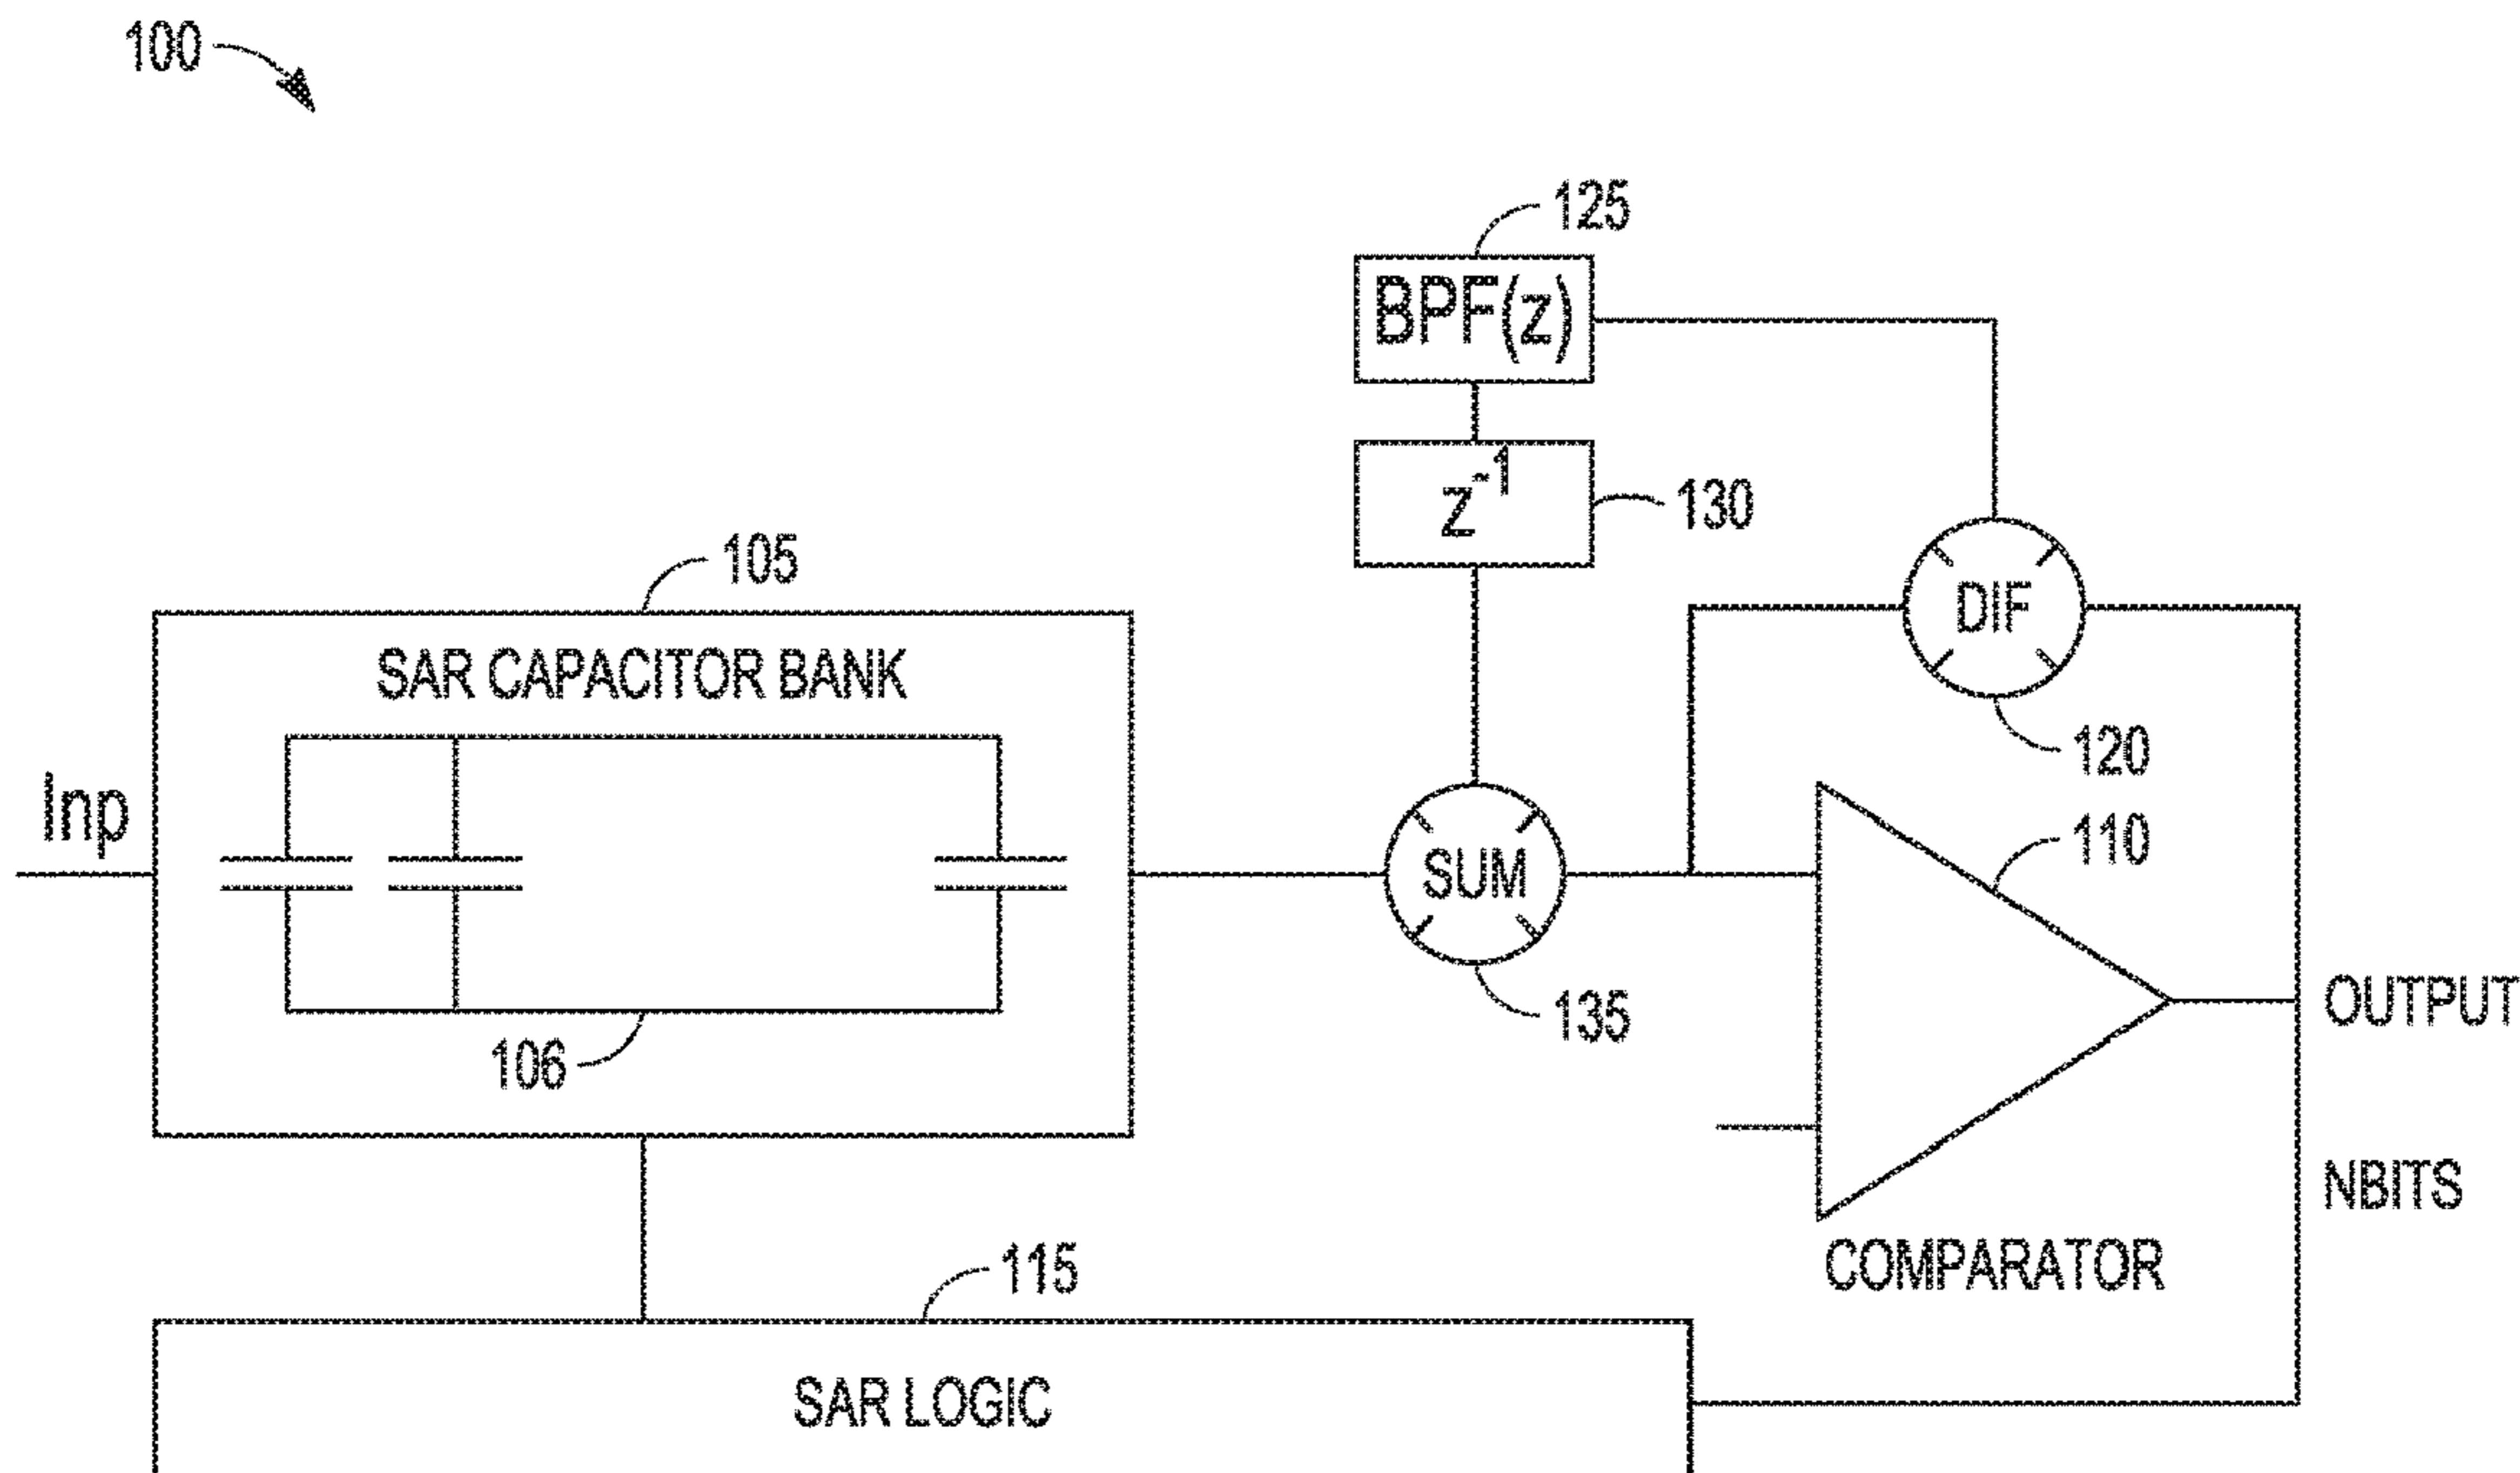 100
125
BPF(z)
z⁻¹
130
105
SAR CAPACITOR BANK
DIF
120
Inp
110
SUM
135
106
OUTPUT
NBITS
COMPARATOR
115
SAR LOGIC